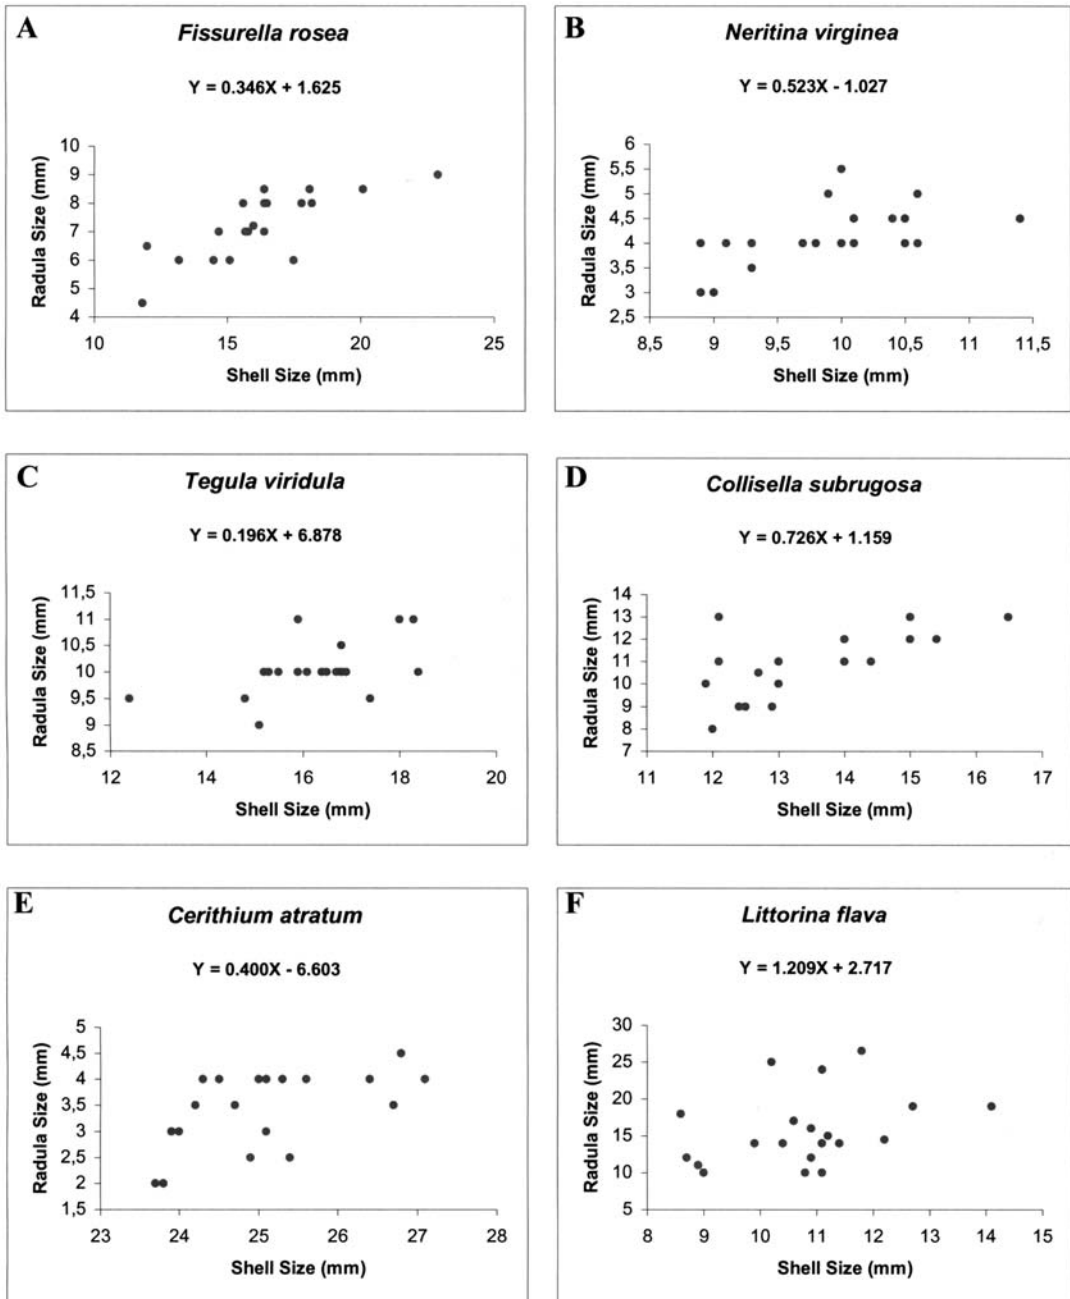 A
Fissurella rosea
Y = 0.346X + 1.625
Radula Size (mm)
10
9
8
7
6
5
4
10 15 20 25
Shell Size (mm)
B
Neritina virginea
Y = 0.523X - 1.027
Radula Size (mm)
6
5,5
5
4,5
4
3,5
3
2,5
8,5 9 9,5 10 10,5 11 11,5
Shell Size (mm)
C
Tegula viridula
Y = 0.196X + 6.878
Radula Size (mm)
11,5
11
10,5
10
9,5
9
8,5
12 14 16 18 20
Shell Size (mm)
D
Collisella subrugosa
Y = 0.726X + 1.159
Radula Size (mm)
14
13
12
11
10
9
8
7
11 12 13 14 15 16 17
Shell Size (mm)
E
Cerithium atratum
Y = 0.400X - 6.603
Radula Size (mm)
5
4,5
4
3,5
3
2,5
2
1,5
23 24 25 26 27 28
Shell Size (mm)
F
Littorina flava
Y = 1.209X + 2.717
Radula Size (mm)
30
25
20
15
10
5
8 9 10 11 12 13 14 15
Shell Size (mm)